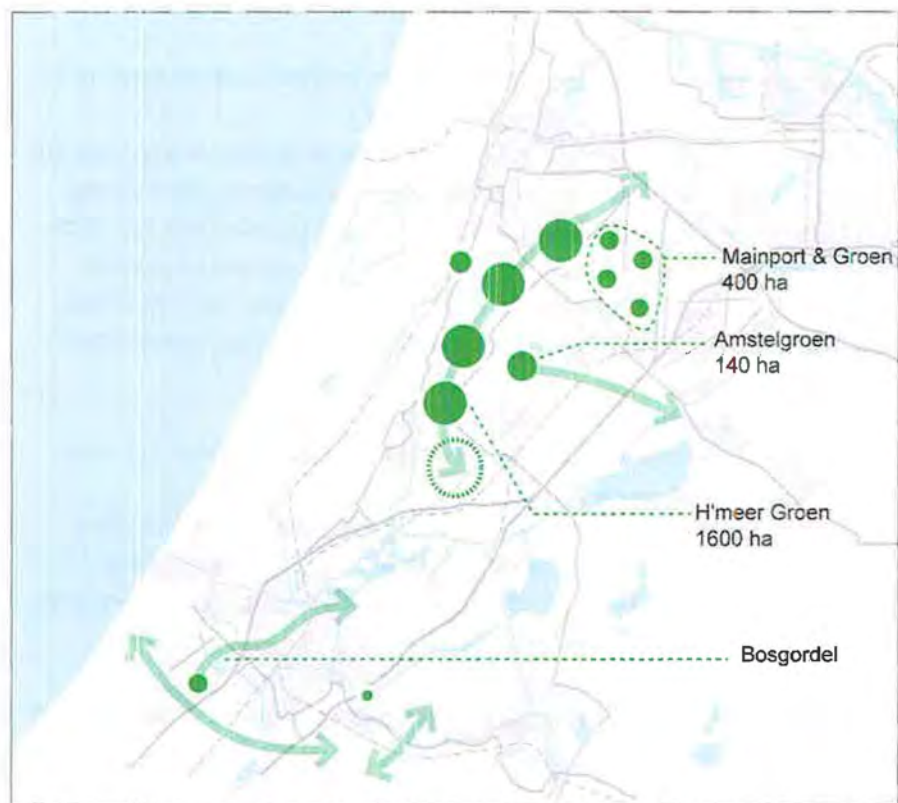 Mainport & Groen
400 ha
Amstelgroen
140 ha
H'meer Groen
1600 ha
Bosgordel